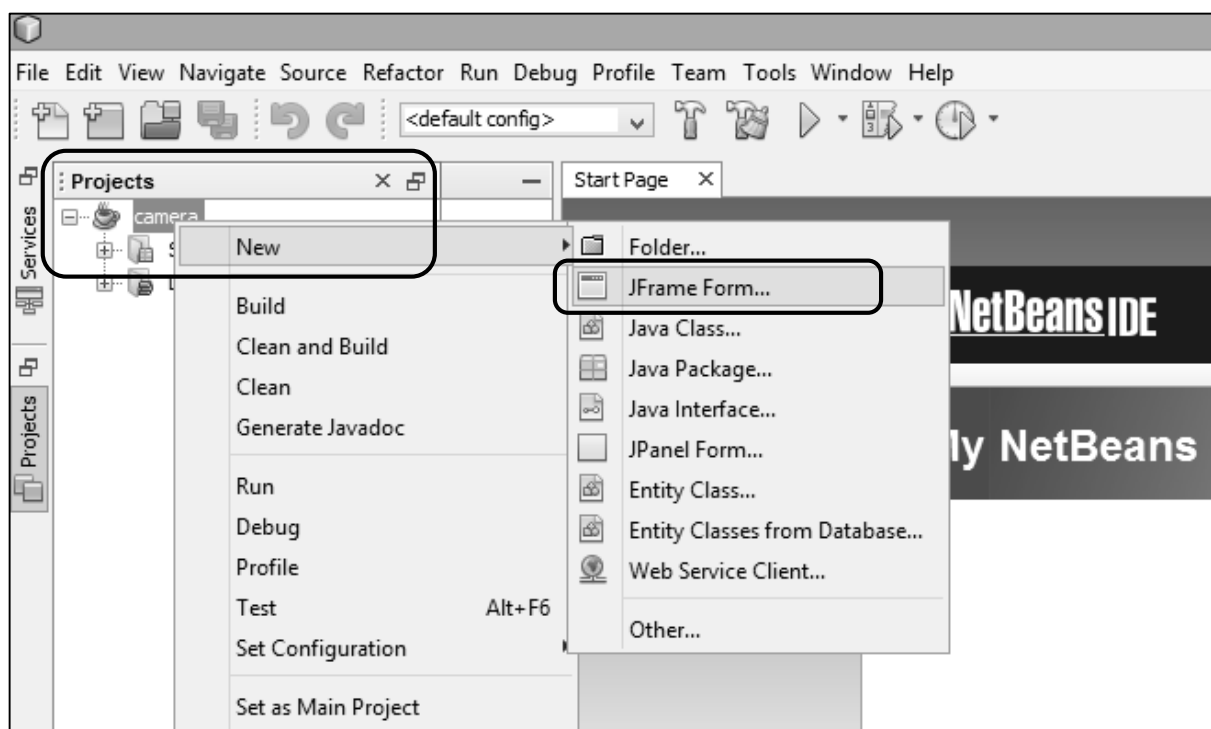 File Edit View Navigate Source Refactor Run Debug Profile Team Tools Window Help
<default config>
Projects
Start Page
camera
Services
Projects
New
Build
Clean and Build
Clean
Generate Javadoc
Run
Debug
Profile
Test Alt+F6
Set Configuration
Set as Main Project
Folder...
JFrame Form...
Java Class...
Java Package...
Java Interface...
JPanel Form...
Entity Class...
Entity Classes from Database...
Web Service Client...
Other...
NetBeans IDE
NetBeans